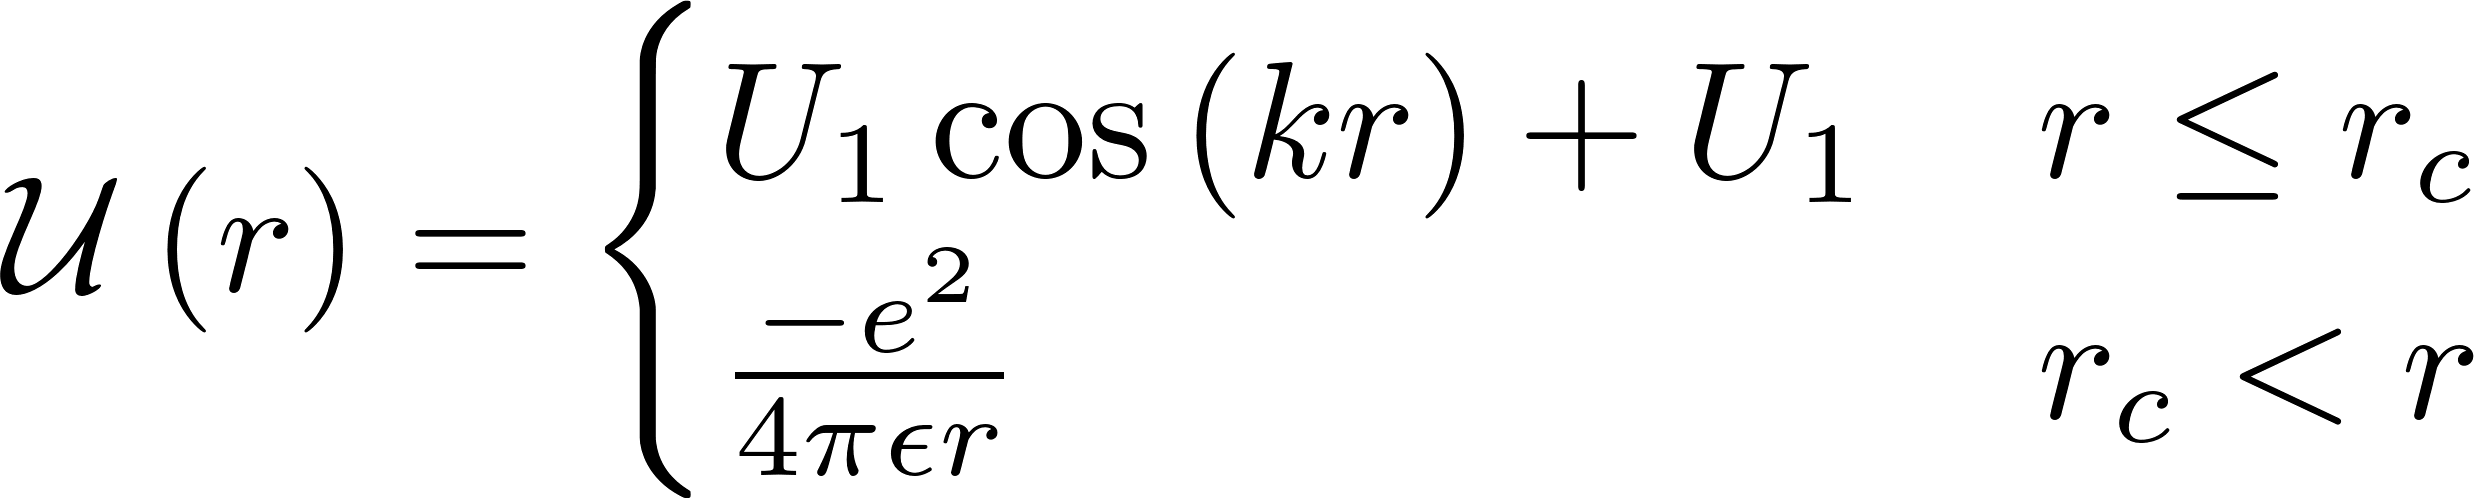 𝒰(r) = { U₁ cos(kr) + U₁   r ≤ r_c
−e²/4πϵr   r_c < r